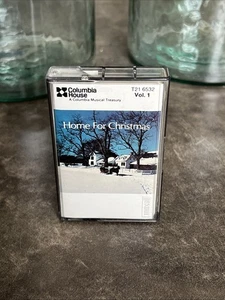 Columbia
House
A Columbia Musical Treasury
T21 6532
Vol. 1
Home For Christmas